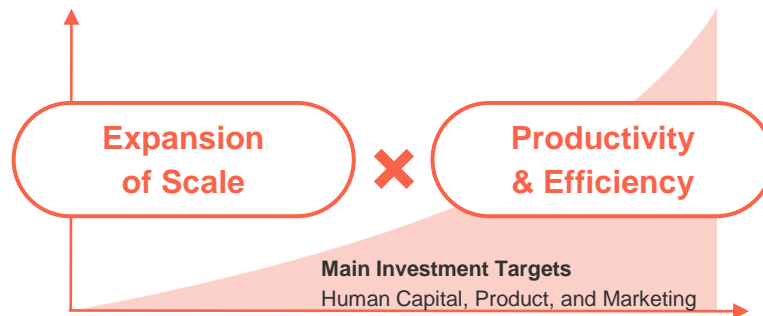 Expansion
of Scale
Productivity
& Efficiency
Main Investment Targets
Human Capital, Product, and Marketing